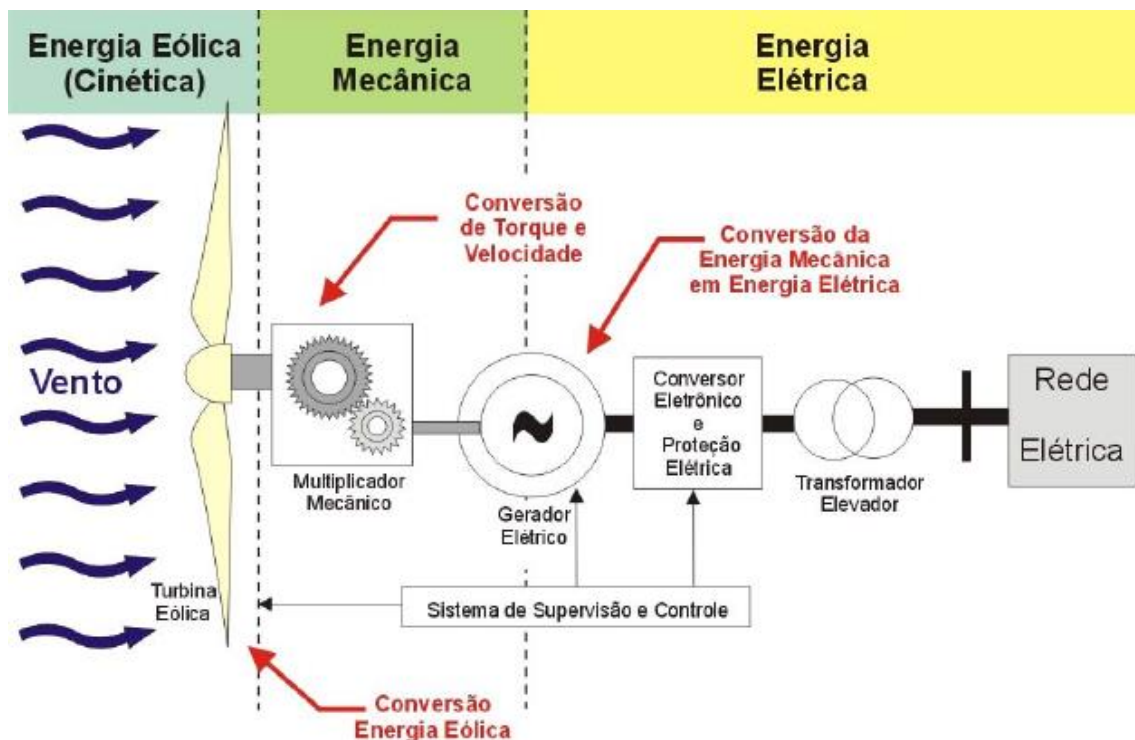 Energia Eólica
(Cinética)
Energia
Mecânica
Energia
Elétrica
Conversão
de Torque e
Velocidade
Conversão da
Energia Mecânica
em Energia Elétrica
Vento
Multiplicador
Mecânico
Gerador
Elétrico
Conversor
Eletrônico
e
Proteção
Elétrica
Transformador
Elevador
Rede
Elétrica
Turbina
Eólica
Sistema de Supervisão e Controle
Conversão
Energia Eólica